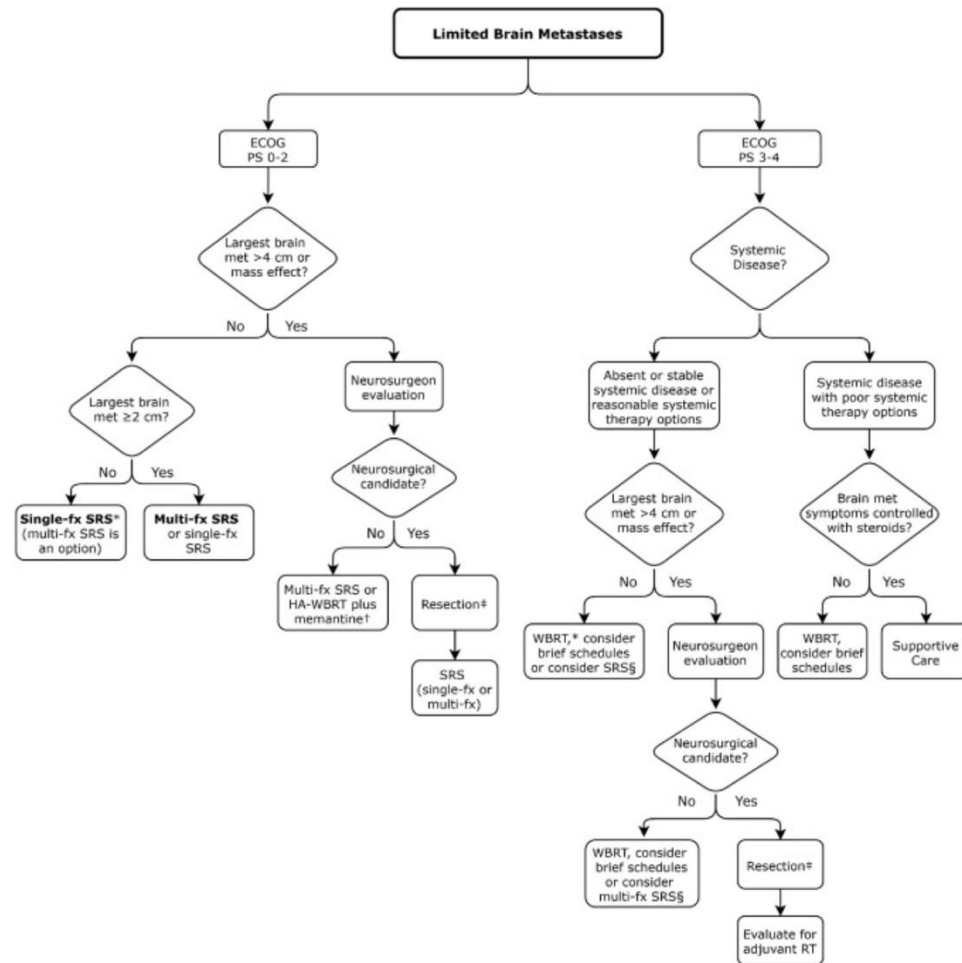 Limited Brain Metastases
ECOG
PS 0-2
ECOG
PS 3-4
Largest brain
met >4 cm or
mass effect?
Systemic
Disease?
No
Yes
Largest brain
met ≥2 cm?
Neurosurgeon
evaluation
Absent or stable
systemic disease or
reasonable systemic
therapy options
Systemic disease
with poor systemic
therapy options
No
Yes
Neurosurgical
candidate?
Largest brain
met >4 cm or
mass effect?
Brain met
symptoms controlled
with steroids?
Single-fx SRS*
(multi-fx SRS is
an option)
Multi-fx SRS
or single-fx
SRS
No
Yes
No
Yes
No
Yes
Multi-fx SRS or
HA-WBRT plus
memantine†
Resection‡
WBRT,* consider
brief schedules
or consider SRS§
Neurosurgeon
evaluation
WBRT,
consider brief
schedules
Supportive
Care
SRS
(single-fx or
multi-fx)
Neurosurgical
candidate?
No
Yes
WBRT, consider
brief schedules
or consider
multi-fx SRS§
Resection‡
Evaluate for
adjuvant RT